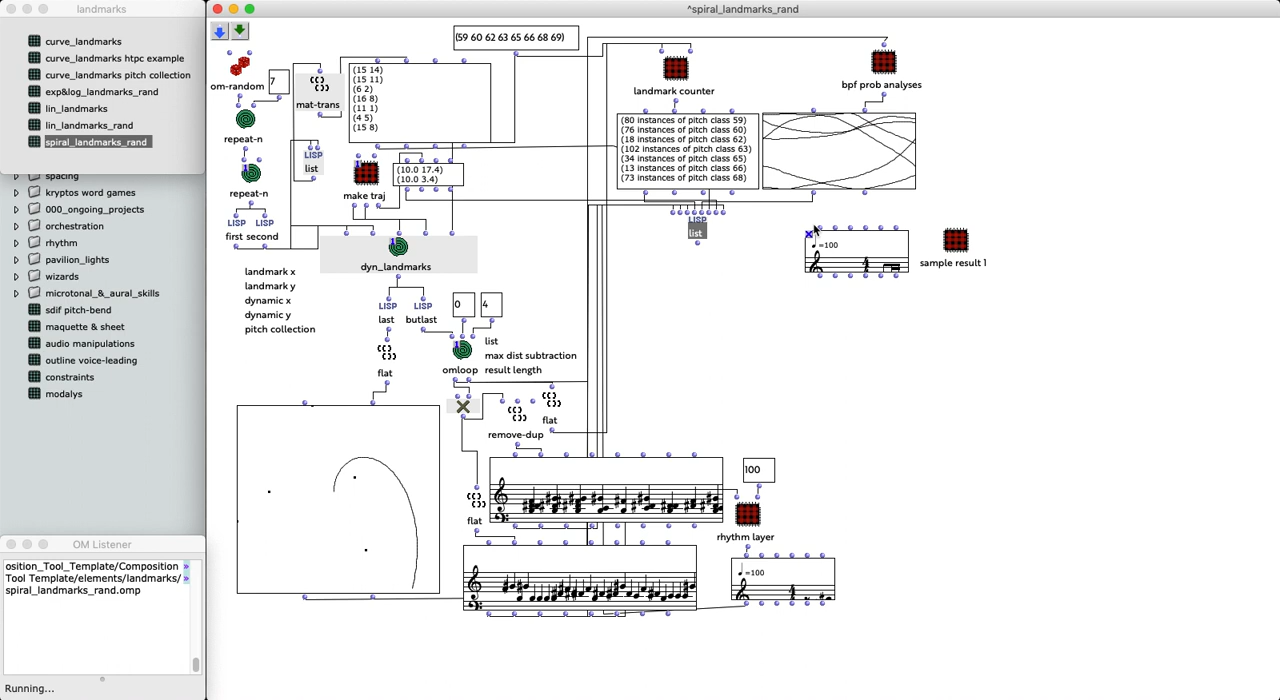 landmarks
curve_landmarks
curve_landmarks htpc example
curve_landmarks pitch collection
exp&log_landmarks_rand
lin_landmarks
lin_landmarks_rand
spiral_landmarks_rand
spacing
kryptos word games
000_ongoing_projects
orchestration
rhythm
pavilion_lights
wizards
microtonal_&_aural_skills
sdif pitch-bend
maquette & sheet
audio manipulations
outline voice-leading
constraints
modalys
OM Listener
osition_Tool_Template/Composition »
Tool Template/elements/landmarks/ »
spiral_landmarks_rand.omp
Running...
^spiral_landmarks_rand
(59 60 62 63 65 66 68 69)
om-random
7
mat-trans
(15 14)
(15 11)
(6 2)
(16 8)
(11 1)
(4 5)
(15 8)
repeat-n
LISP
list
make traj
(10.0 17.4)
(10.0 3.4)
repeat-n
LISP
LISP
first second
dyn_landmarks
landmark x
landmark y
dynamic x
dynamic y
pitch collection
LISP
last
LISP
butlast
0
4
flat
omloop
list
max dist subtraction
result length
remove-dup
flat
flat
landmark counter
bpf prob analyses
(80 instances of pitch class 59)
(76 instances of pitch class 60)
(18 instances of pitch class 62)
(102 instances of pitch class 63)
(34 instances of pitch class 65)
(13 instances of pitch class 66)
(73 instances of pitch class 68)
LISP
list
=100
sample result 1
100
rhythm layer
=100